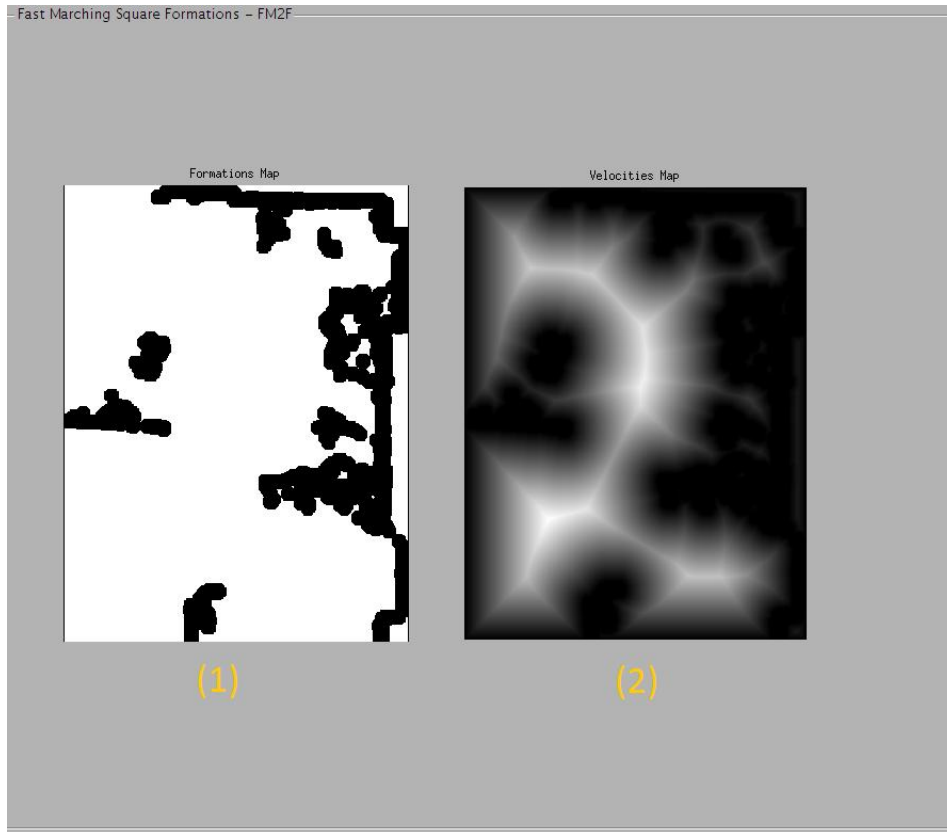 Fast Marching Square Formations - FM2F
Formations Map
Velocities Map
(1)
(2)